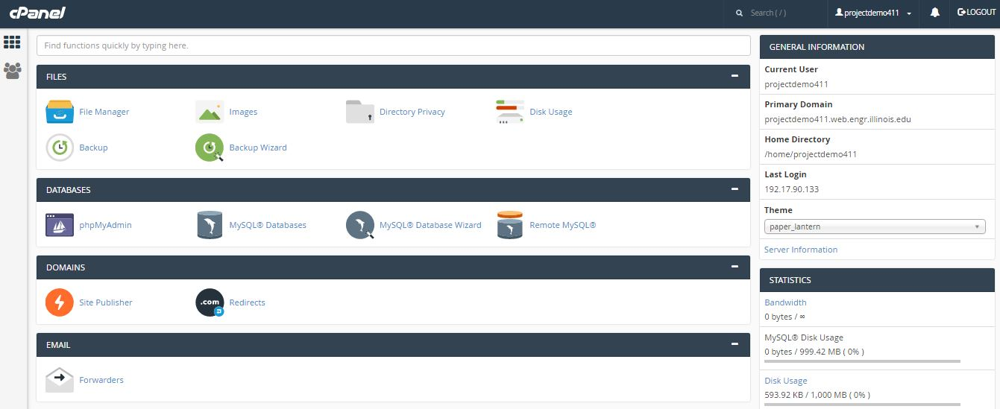 cPanel
Search ( / )
projectdemo411
LOGOUT
Find functions quickly by typing here.
FILES
File Manager
Images
Directory Privacy
Disk Usage
Backup
Backup Wizard
DATABASES
phpMyAdmin
MySQL® Databases
MySQL® Database Wizard
Remote MySQL®
DOMAINS
Site Publisher
.com
Redirects
EMAIL
Forwarders
GENERAL INFORMATION
Current User
projectdemo411
Primary Domain
projectdemo411.web.engr.illinois.edu
Home Directory
/home/projectdemo411
Last Login
192.17.90.133
Theme
paper_lantern
Server Information
STATISTICS
Bandwidth
0 bytes / ∞
MySQL® Disk Usage
0 bytes / 999.42 MB ( 0% )
Disk Usage
593.92 KB / 1,000 MB ( 0% )